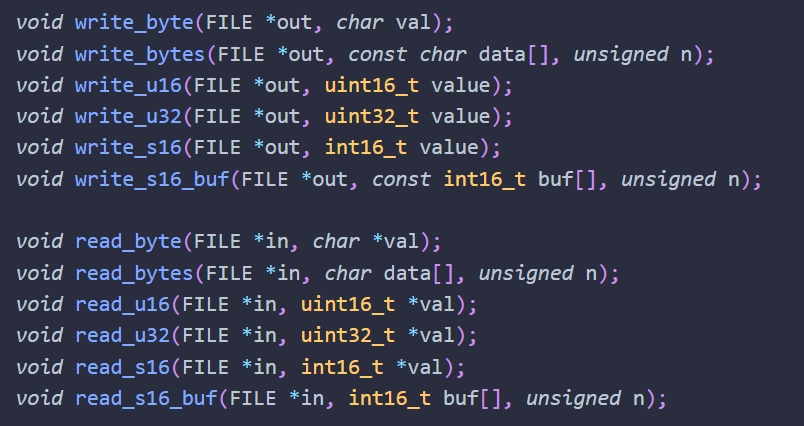 void write_byte(FILE *out, char val);
void write_bytes(FILE *out, const char data[], unsigned n);
void write_u16(FILE *out, uint16_t value);
void write_u32(FILE *out, uint32_t value);
void write_s16(FILE *out, int16_t value);
void write_s16_buf(FILE *out, const int16_t buf[], unsigned n);
void read_byte(FILE *in, char *val);
void read_bytes(FILE *in, char data[], unsigned n);
void read_u16(FILE *in, uint16_t *val);
void read_u32(FILE *in, uint32_t *val);
void read_s16(FILE *in, int16_t *val);
void read_s16_buf(FILE *in, int16_t buf[], unsigned n);